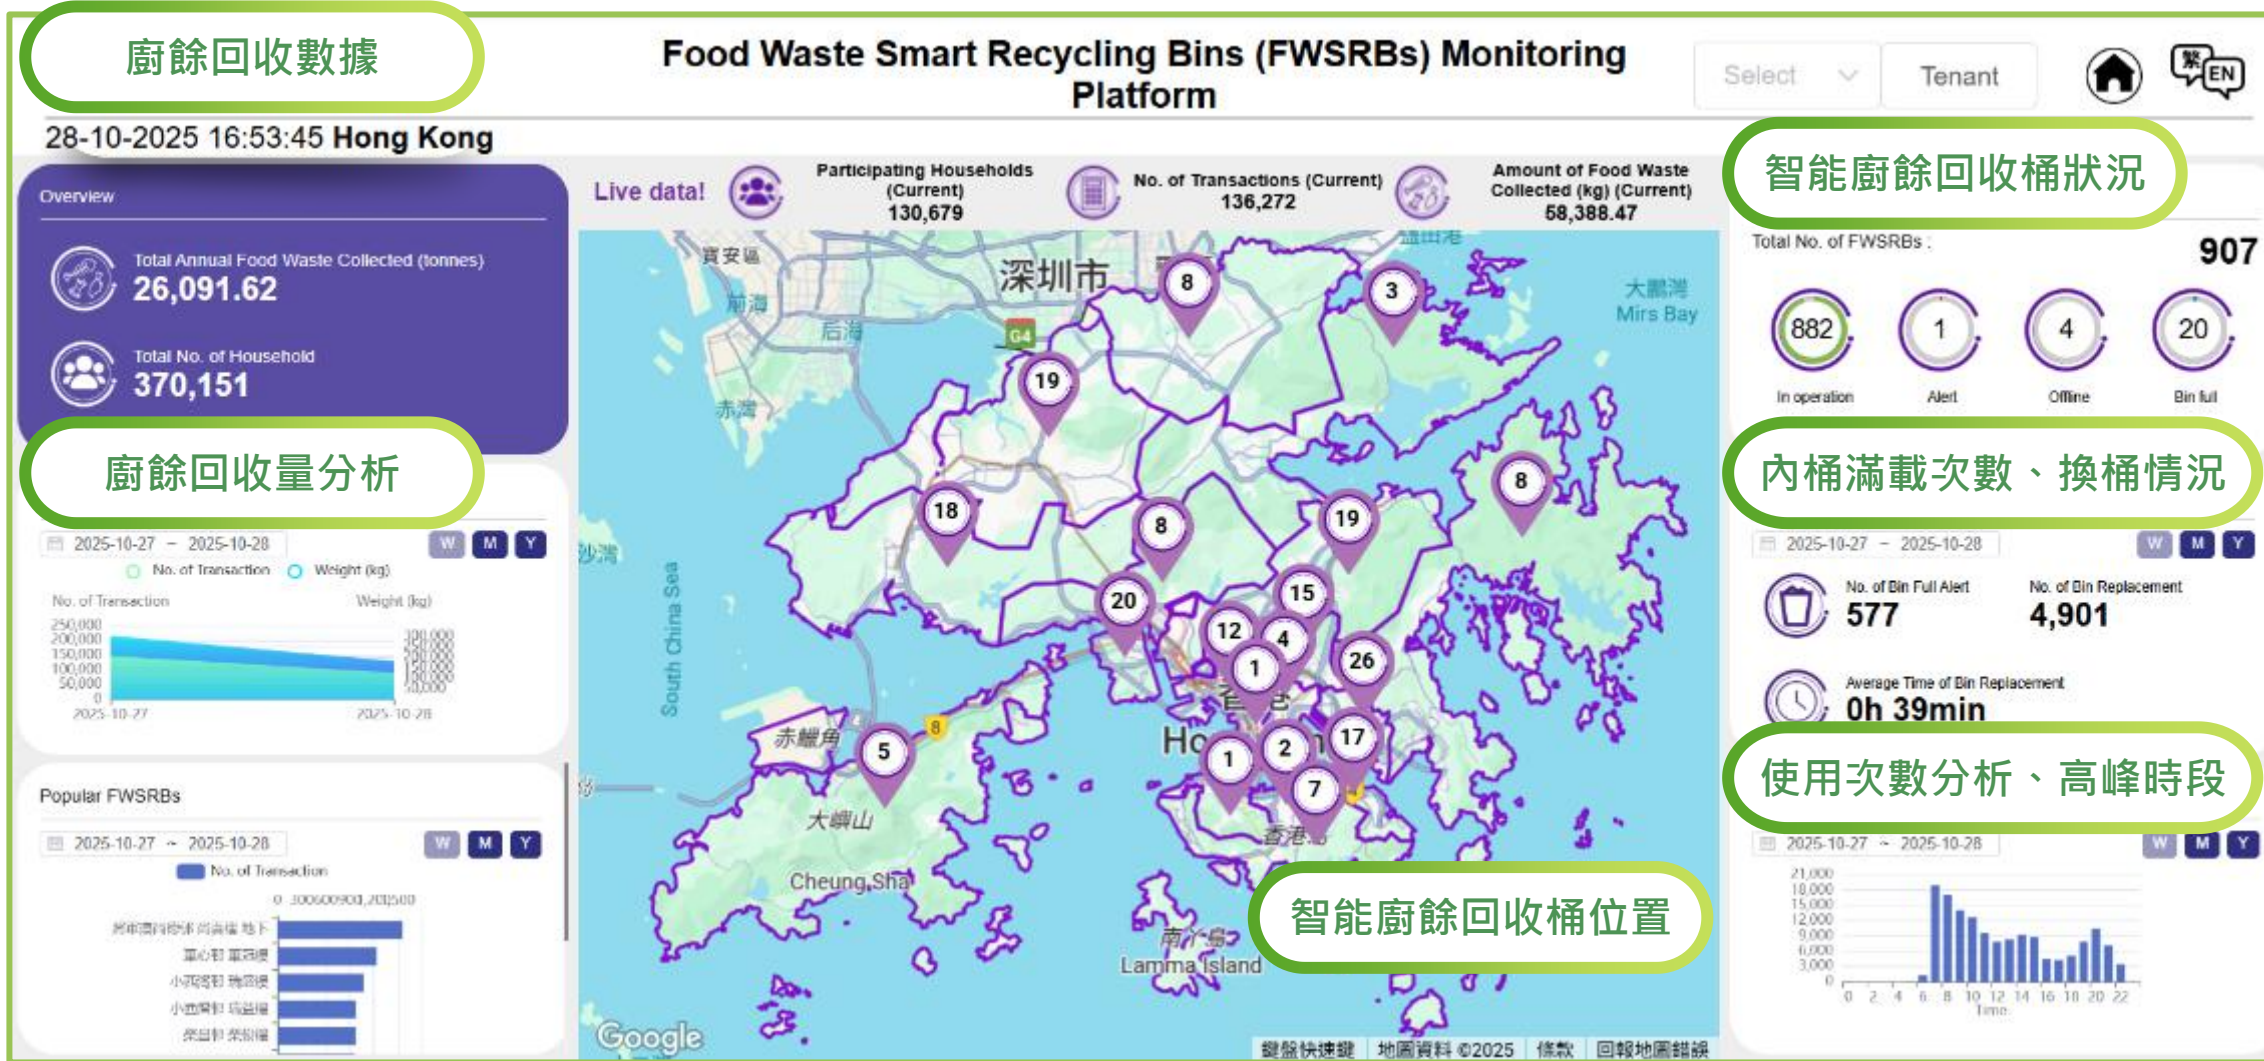 廚餘回收數據
Food Waste Smart Recycling Bins (FWSRBs) Monitoring
Platform
Select
Tenant
繁
EN
28-10-2025 16:53:45 Hong Kong
Overview
Total Annual Food Waste Collected (tonnes)
26,091.62
Total No. of Household
370,151
廚餘回收量分析
2025-10-27 ~ 2025-10-28
W M Y
No. of Transaction
Weight (kg)
No. of Transaction
Weight (kg)
250,000
200,000
150,000
100,000
50,000
0
2025-10-27
2025-10-28
Popular FWSRBs
2025-10-27 ~ 2025-10-28
W M Y
No. of Transaction
Live data!
Participating Households
(Current)
130,679
No. of Transactions (Current)
136,272
Amount of Food Waste
Collected (kg) (Current)
58,388.47
寶安區
深圳市
鹽田港
前海
后海
赤灣
G4
大鵬灣
Mirs Bay
8
3
19
18
8
19
8
20
15
12
4
1
26
South China Sea
赤鱲角
8
5
1
2
17
7
大嶼山
Cheung Sha
南丫島
Lamma Island
智能廚餘回收桶位置
Google
鍵盤快速鍵
地圖資料 ©2025
條款
回報地圖錯誤
智能廚餘回收桶狀況
Total No. of FWSRBs :
907
882
1
4
20
In operation
Alert
Offline
Bin full
內桶滿載次數、換桶情況
2025-10-27 ~ 2025-10-28
W M Y
No. of Bin Full Alert
577
No. of Bin Replacement
4,901
Average Time of Bin Replacement
0h 39min
使用次數分析、高峰時段
2025-10-27 ~ 2025-10-28
W M Y
21,000
18,000
15,000
12,000
9,000
6,000
3,000
0
0 2 4 6 8 10 12 14 16 18 20 22
Time